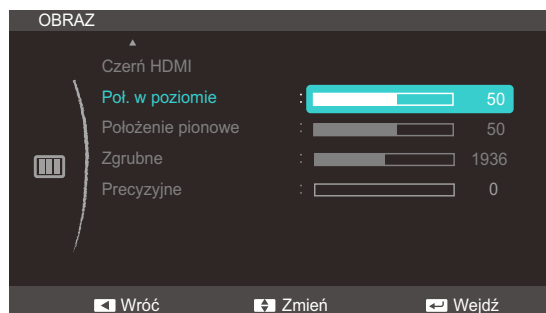 OBRAZ
Czerń HDMI
Poł. w poziomie : 50
Położenie pionowe : 50
Zgrubne : 1936
Precyzyjne : 0
Wróć Zmień Wejdź